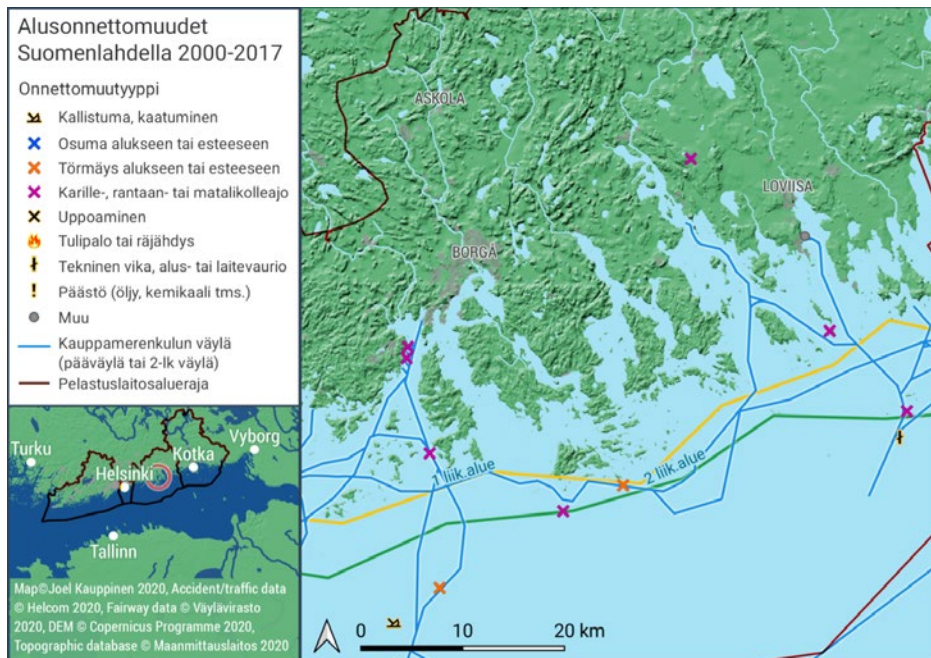 Alusonnettomuudet
Suomenlahdella 2000-2017
Onnettomuutyyppi
Kallistuma, kaatuminen
Osuma alukseen tai esteeseen
Törmäys alukseen tai esteeseen
Karille-, rantaan- tai matalikolleajo
Uppoaminen
Tulipalo tai räjähdys
Tekninen vika, alus- tai laitevaurio
Päästö (öljy, kemikaali tms.)
Muu
Kauppamerenkulun väylä
(pääväylä tai 2-lk väylä)
Pelastuslaitosalueraja
Turku
Helsinki
Kotka
Vyborg
Tallinn
Map©Joel Kauppinen 2020, Accident/traffic data
© Helcom 2020, Fairway data © Väylävirasto
2020, DEM © Copernicus Programme 2020,
Topographic database © Maanmittauslaitos 2020
ASKOLA
LOVIISA
BORGÅ
1 liik.alue
2 liik.alue
0 10 20 km